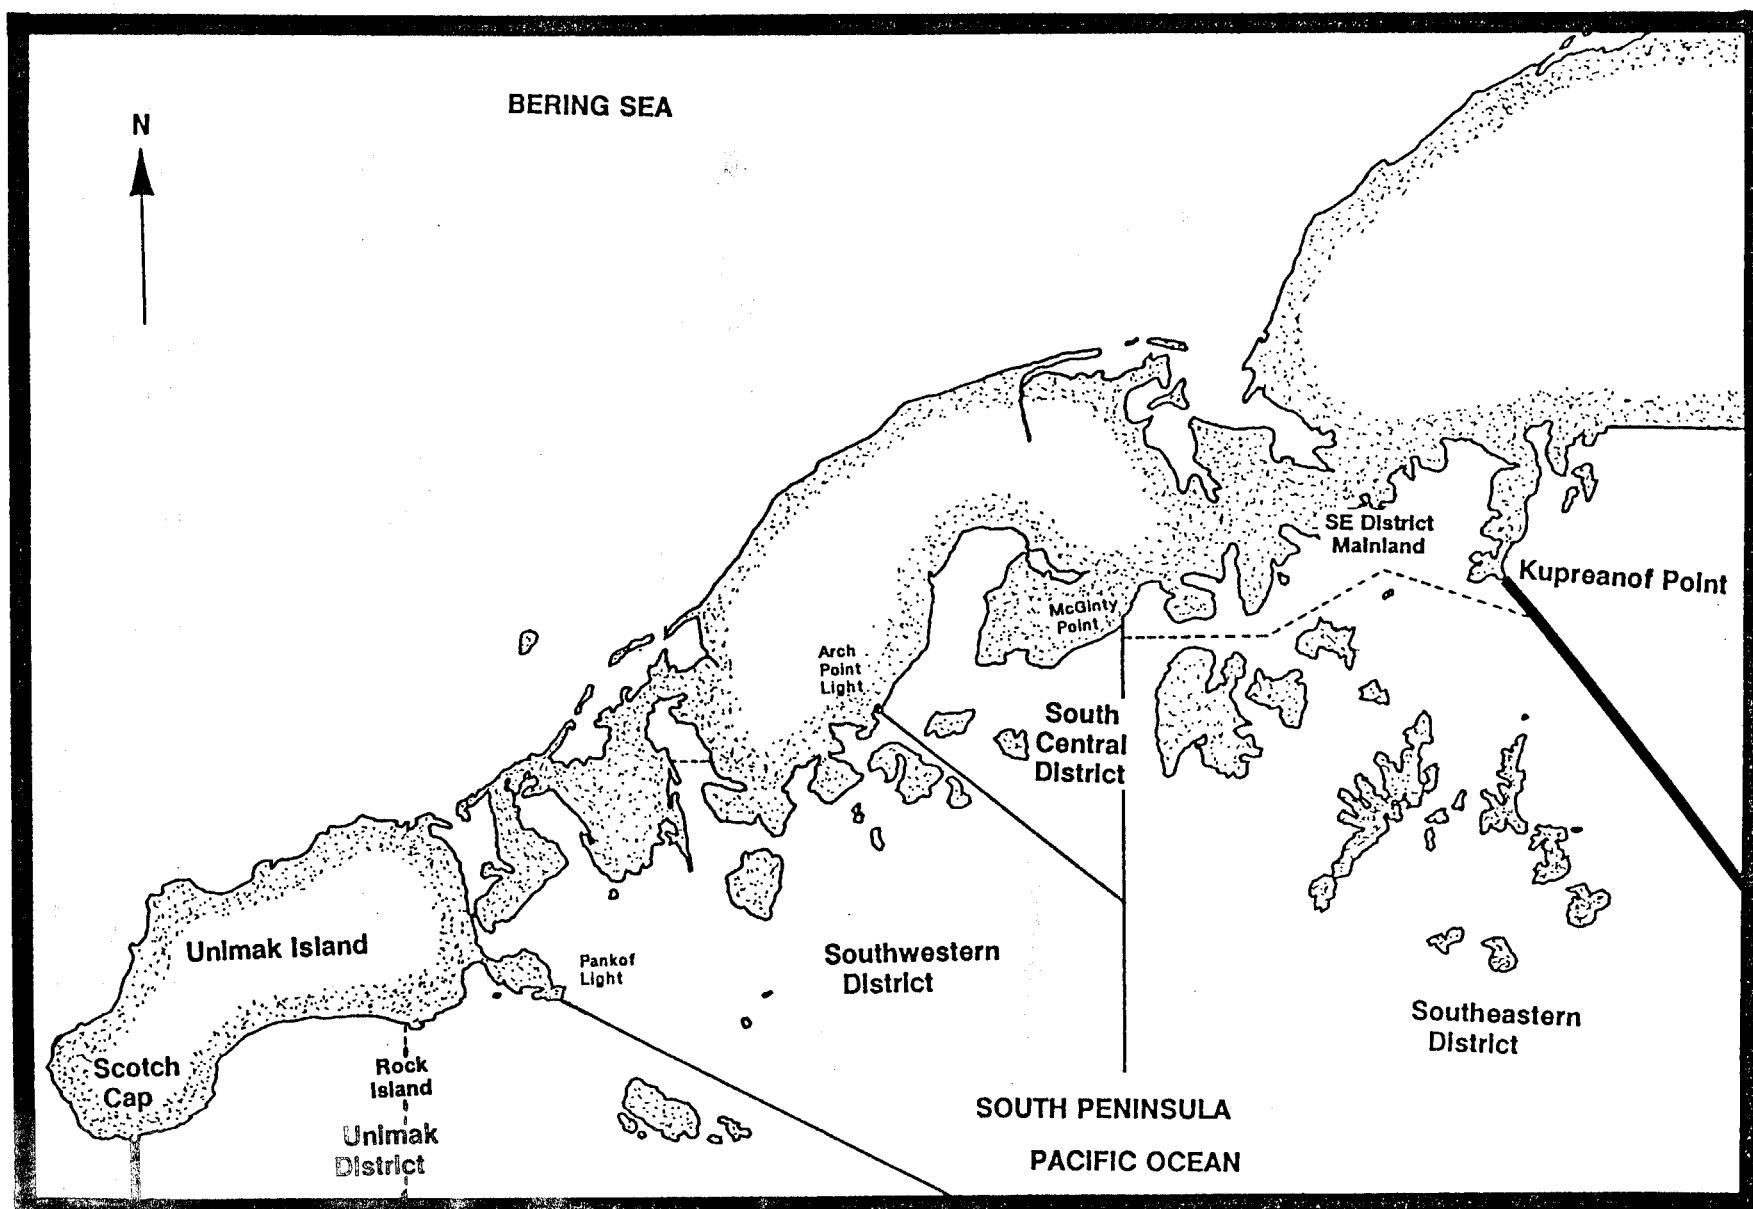 BERING SEA
N
SE District
Mainland
Kupreanof Point
McGinty
Point
Arch
Point
Light
South
Central
District
Unimak Island
Pankof
Light
Southwestern
District
Southeastern
District
Scotch
Cap
Rock
Island
Unimak
District
SOUTH PENINSULA
PACIFIC OCEAN